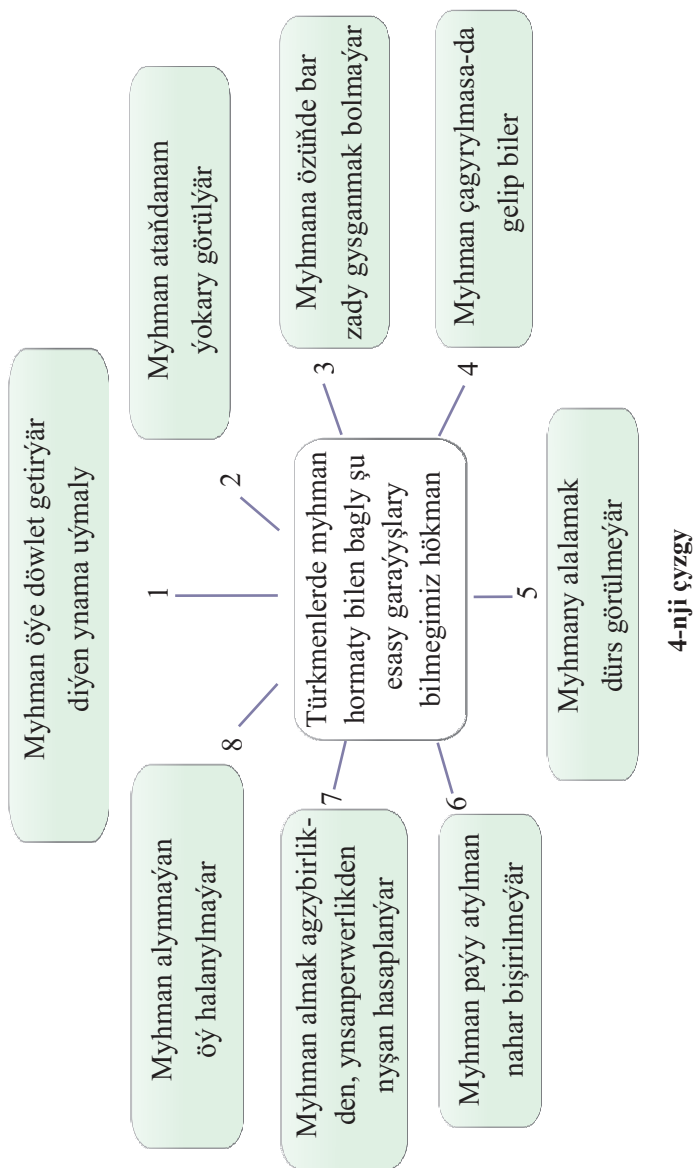 Myhman öýe döwlet getirýär
diýen ynama uýmaly
1
Myhman ataňdanam
ýokary görülýär
2
Myhmana özüňde bar
zady gysganmak bolmaýar
3
Myhman çagyrylmasa-da
gelip biler
4
Myhmany alalamak
dürs görülmeýär
5
Myhman paýy atylman
nahar bişirilmeýär
6
Myhman almak agzybirlik-
den, ynsanperwerlikden
nyşan hasaplanýar
7
Myhman alynmaýan
öý halanylmaýar
8
Türkmenlerde myhman
hormaty bilen bagly şu
esasy garaýyşlary
bilmegimiz hökman
4-nji çyzgy